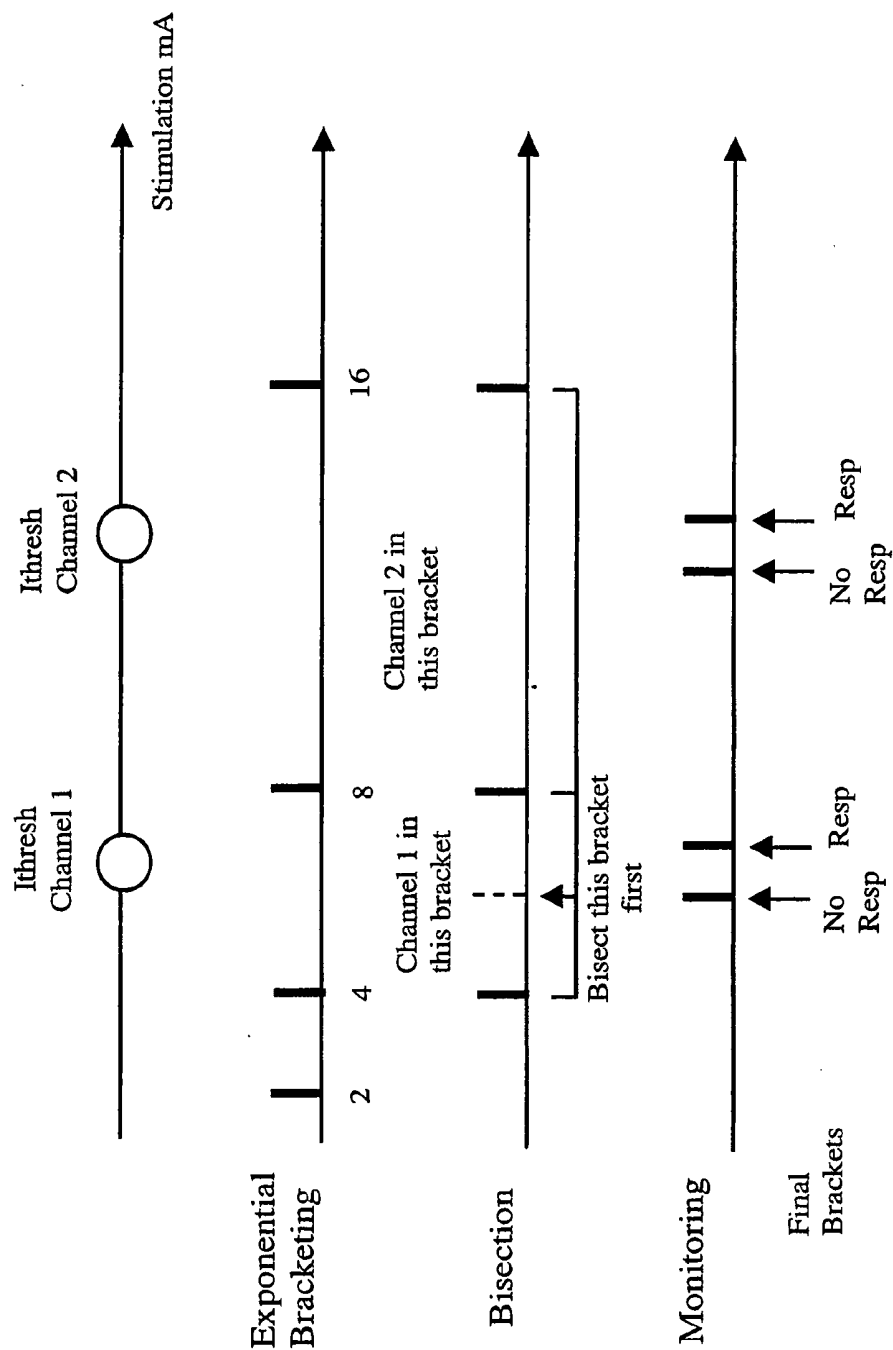 Ithresh
Channel 1
Ithresh
Channel 2
Stimulation mA
Exponential
Bracketing
2
4
8
16
Channel 1 in
this bracket
Channel 2 in
this bracket
Bisection
Bisect this bracket
first
Monitoring
Final
Brackets
No
Resp
Resp
No
Resp
Resp